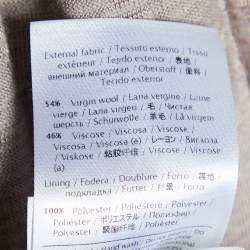 External fabric / Tessuto esterno / Tissu
extérieur / Tejido exterior / 表地
внешний материал / Oberstoff / 面料 /
Tecido exterior
54% Virgin wool / Lana vergine / Laine
vierge / Lana virgen / 毛 / Чистая
шерсть / Schurwolle / 羊毛 / Lã virgem
46% Viscose / Viscosa / Viscose /
Viscosa (a) / レーヨン / Вискоза
/ Viskose / 粘胶纤维 / Viscose
(a)
Lining / Fodera / Doublure / Forro / 裏地
подкладка / Futter / 衬里 / Forro
100% Polyester / Poliestere / Polyester /
Poliéster / ポリエステル / Полиэфир
/ Polyester / 聚酯纤维 / Poliéster
hand wash / Do